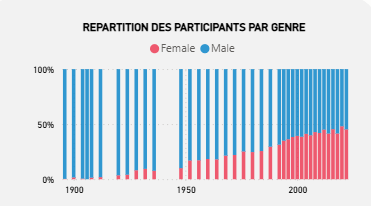 REPARTITION DES PARTICIPANTS PAR GENRE
Female Male
100%
50%
0%
1900 1950 2000